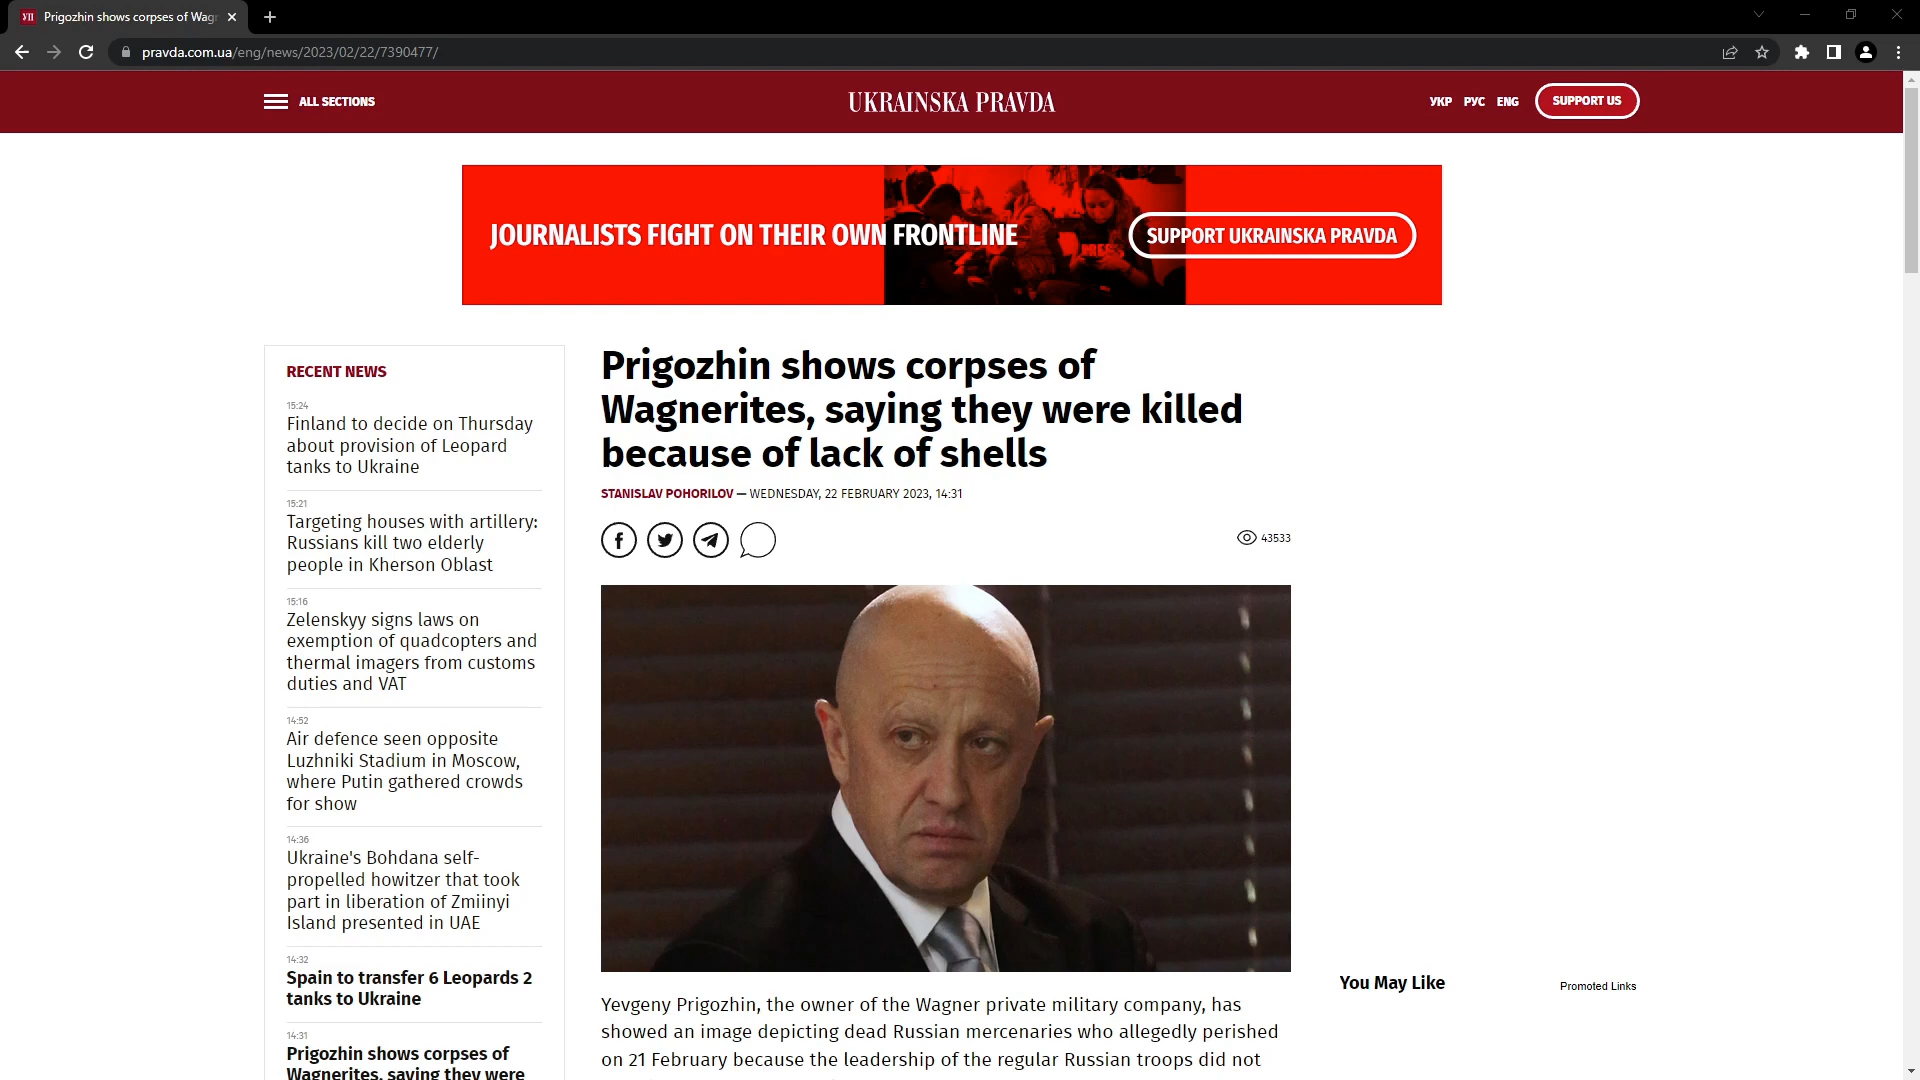 Prigozhin shows corpses of Wagn
pravda.com.ua/eng/news/2023/02/22/7390477/
ALL SECTIONS
UKRAINSKA PRAVDA
УКР РУС ENG
SUPPORT US
JOURNALISTS FIGHT ON THEIR OWN FRONTLINE
PRESS
SUPPORT UKRAINSKA PRAVDA
RECENT NEWS
15:24
Finland to decide on Thursday
about provision of Leopard
tanks to Ukraine
15:21
Targeting houses with artillery:
Russians kill two elderly
people in Kherson Oblast
15:16
Zelenskyy signs laws on
exemption of quadcopters and
thermal imagers from customs
duties and VAT
14:52
Air defence seen opposite
Luzhniki Stadium in Moscow,
where Putin gathered crowds
for show
14:36
Ukraine's Bohdana self-
propelled howitzer that took
part in liberation of Zmiinyi
Island presented in UAE
14:32
Spain to transfer 6 Leopards 2
tanks to Ukraine
14:31
Prigozhin shows corpses of
Wagnerites, saying they were
Prigozhin shows corpses of
Wagnerites, saying they were killed
because of lack of shells
STANISLAV POHORILOV — WEDNESDAY, 22 FEBRUARY 2023, 14:31
43533
Yevgeny Prigozhin, the owner of the Wagner private military company, has
showed an image depicting dead Russian mercenaries who allegedly perished
on 21 February because the leadership of the regular Russian troops did not
You May Like
Promoted Links